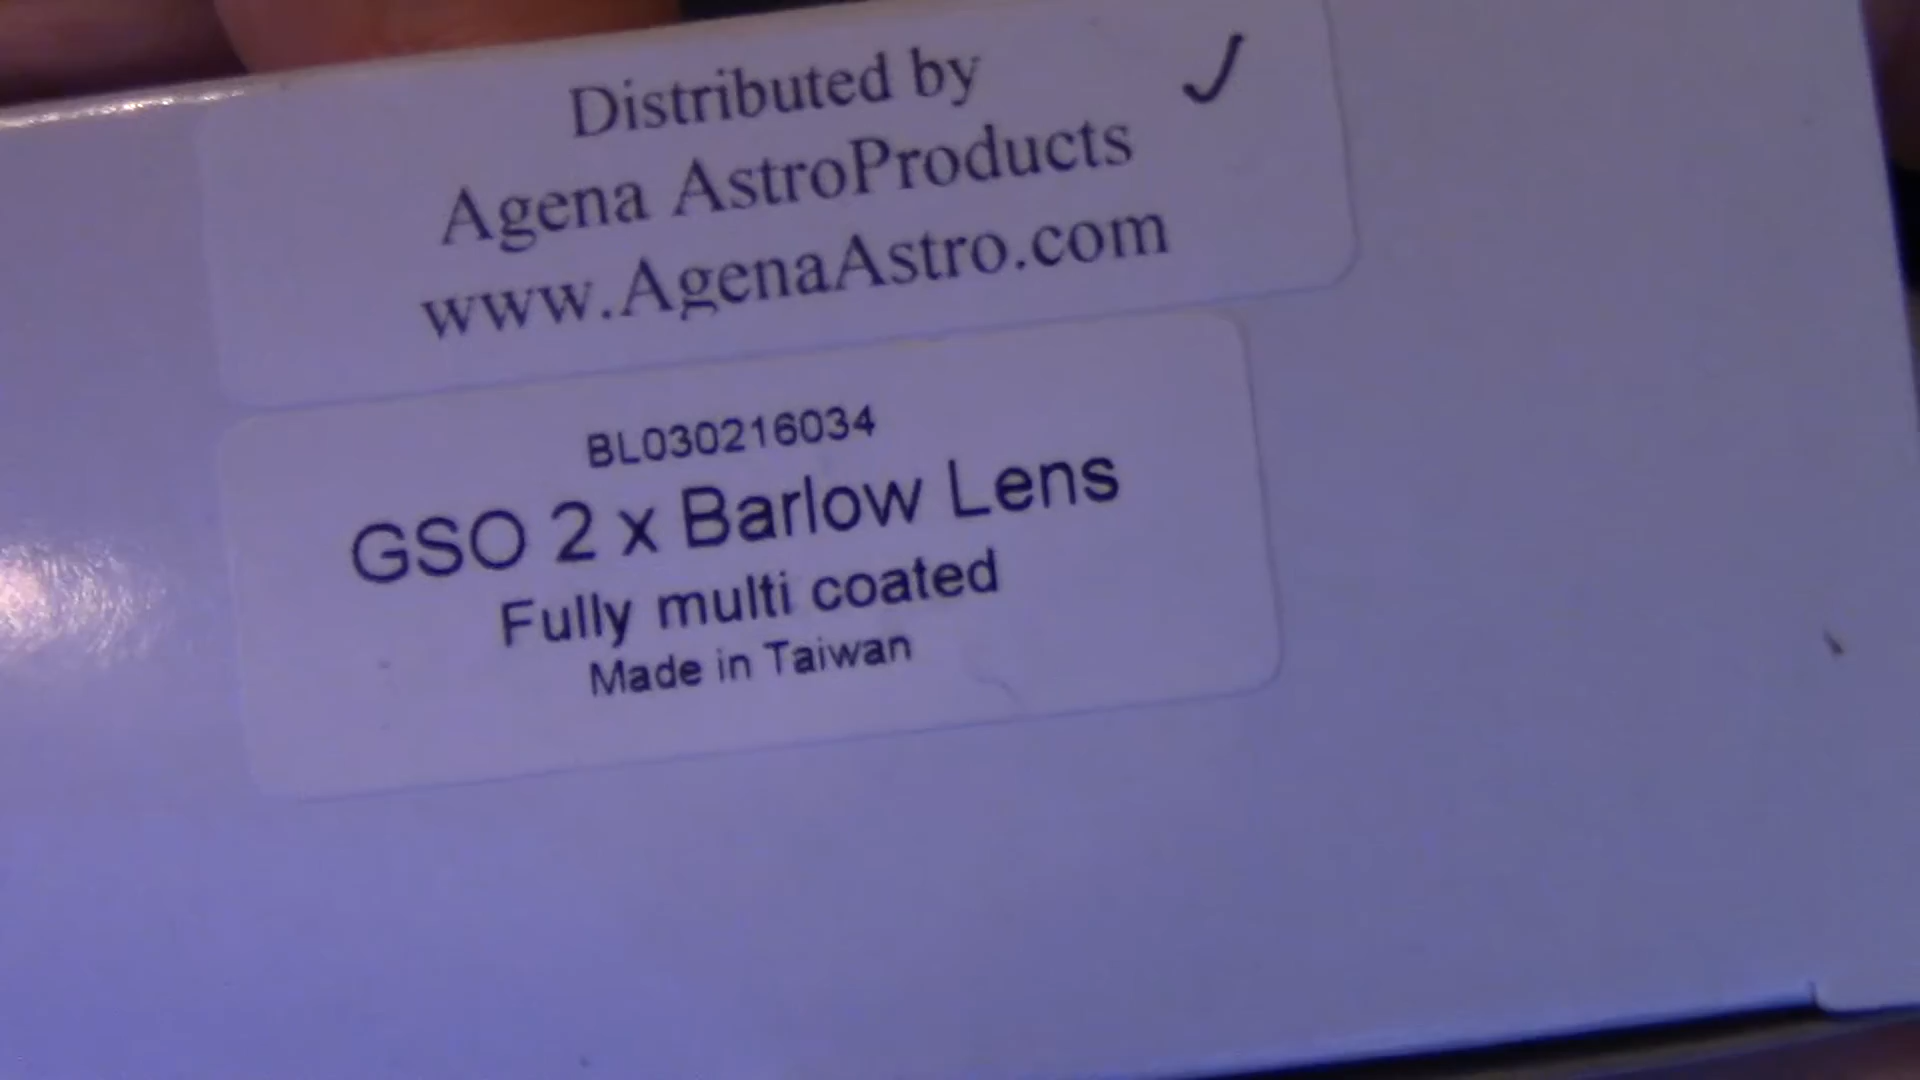 Distributed by
Agena AstroProducts
www.AgenaAstro.com
BL030216034
GSO 2 x Barlow Lens
Fully multi coated
Made in Taiwan